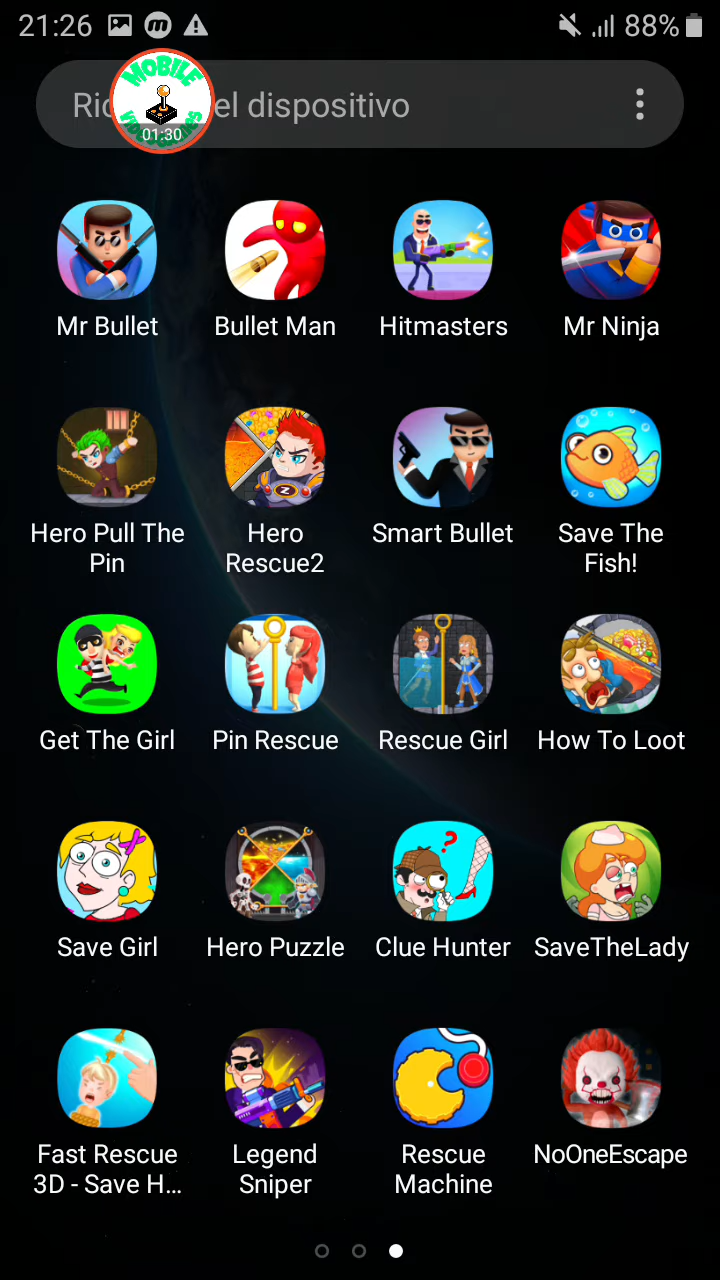 21:26
88%
el dispositivo
MOBILE
VIDEOGAMES
01:30
Mr Bullet
Bullet Man
Hitmasters
Mr Ninja
Hero Pull The
Pin
Hero
Rescue2
Smart Bullet
Save The
Fish!
Get The Girl
Pin Rescue
Rescue Girl
How To Loot
Save Girl
Hero Puzzle
Clue Hunter
SaveTheLady
Fast Rescue
3D - Save H...
Legend
Sniper
Rescue
Machine
NoOneEscape